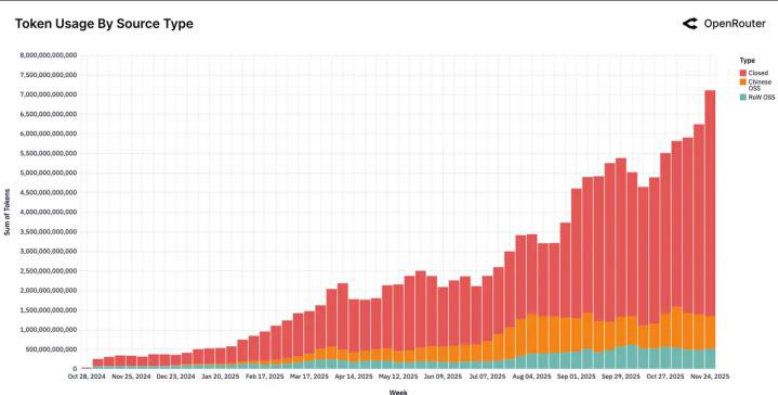 Token Usage By Source Type
OpenRouter
8,000,000,000,000
7,500,000,000,000
7,000,000,000,000
6,500,000,000,000
6,000,000,000,000
5,500,000,000,000
5,000,000,000,000
4,500,000,000,000
4,000,000,000,000
3,500,000,000,000
3,000,000,000,000
2,500,000,000,000
2,000,000,000,000
1,500,000,000,000
1,000,000,000,000
500,000,000,000
0
Sum of Tokens
Type
Closed
Chinese
OSS
RoW OSS
Oct 28, 2024 Nov 25, 2024 Dec 23, 2024 Jan 20, 2025 Feb 17, 2025 Mar 17, 2025 Apr 14, 2025 May 12, 2025 Jun 09, 2025 Jul 07, 2025 Aug 04, 2025 Sep 01, 2025 Sep 29, 2025 Oct 27, 2025 Nov 24, 2025
Week